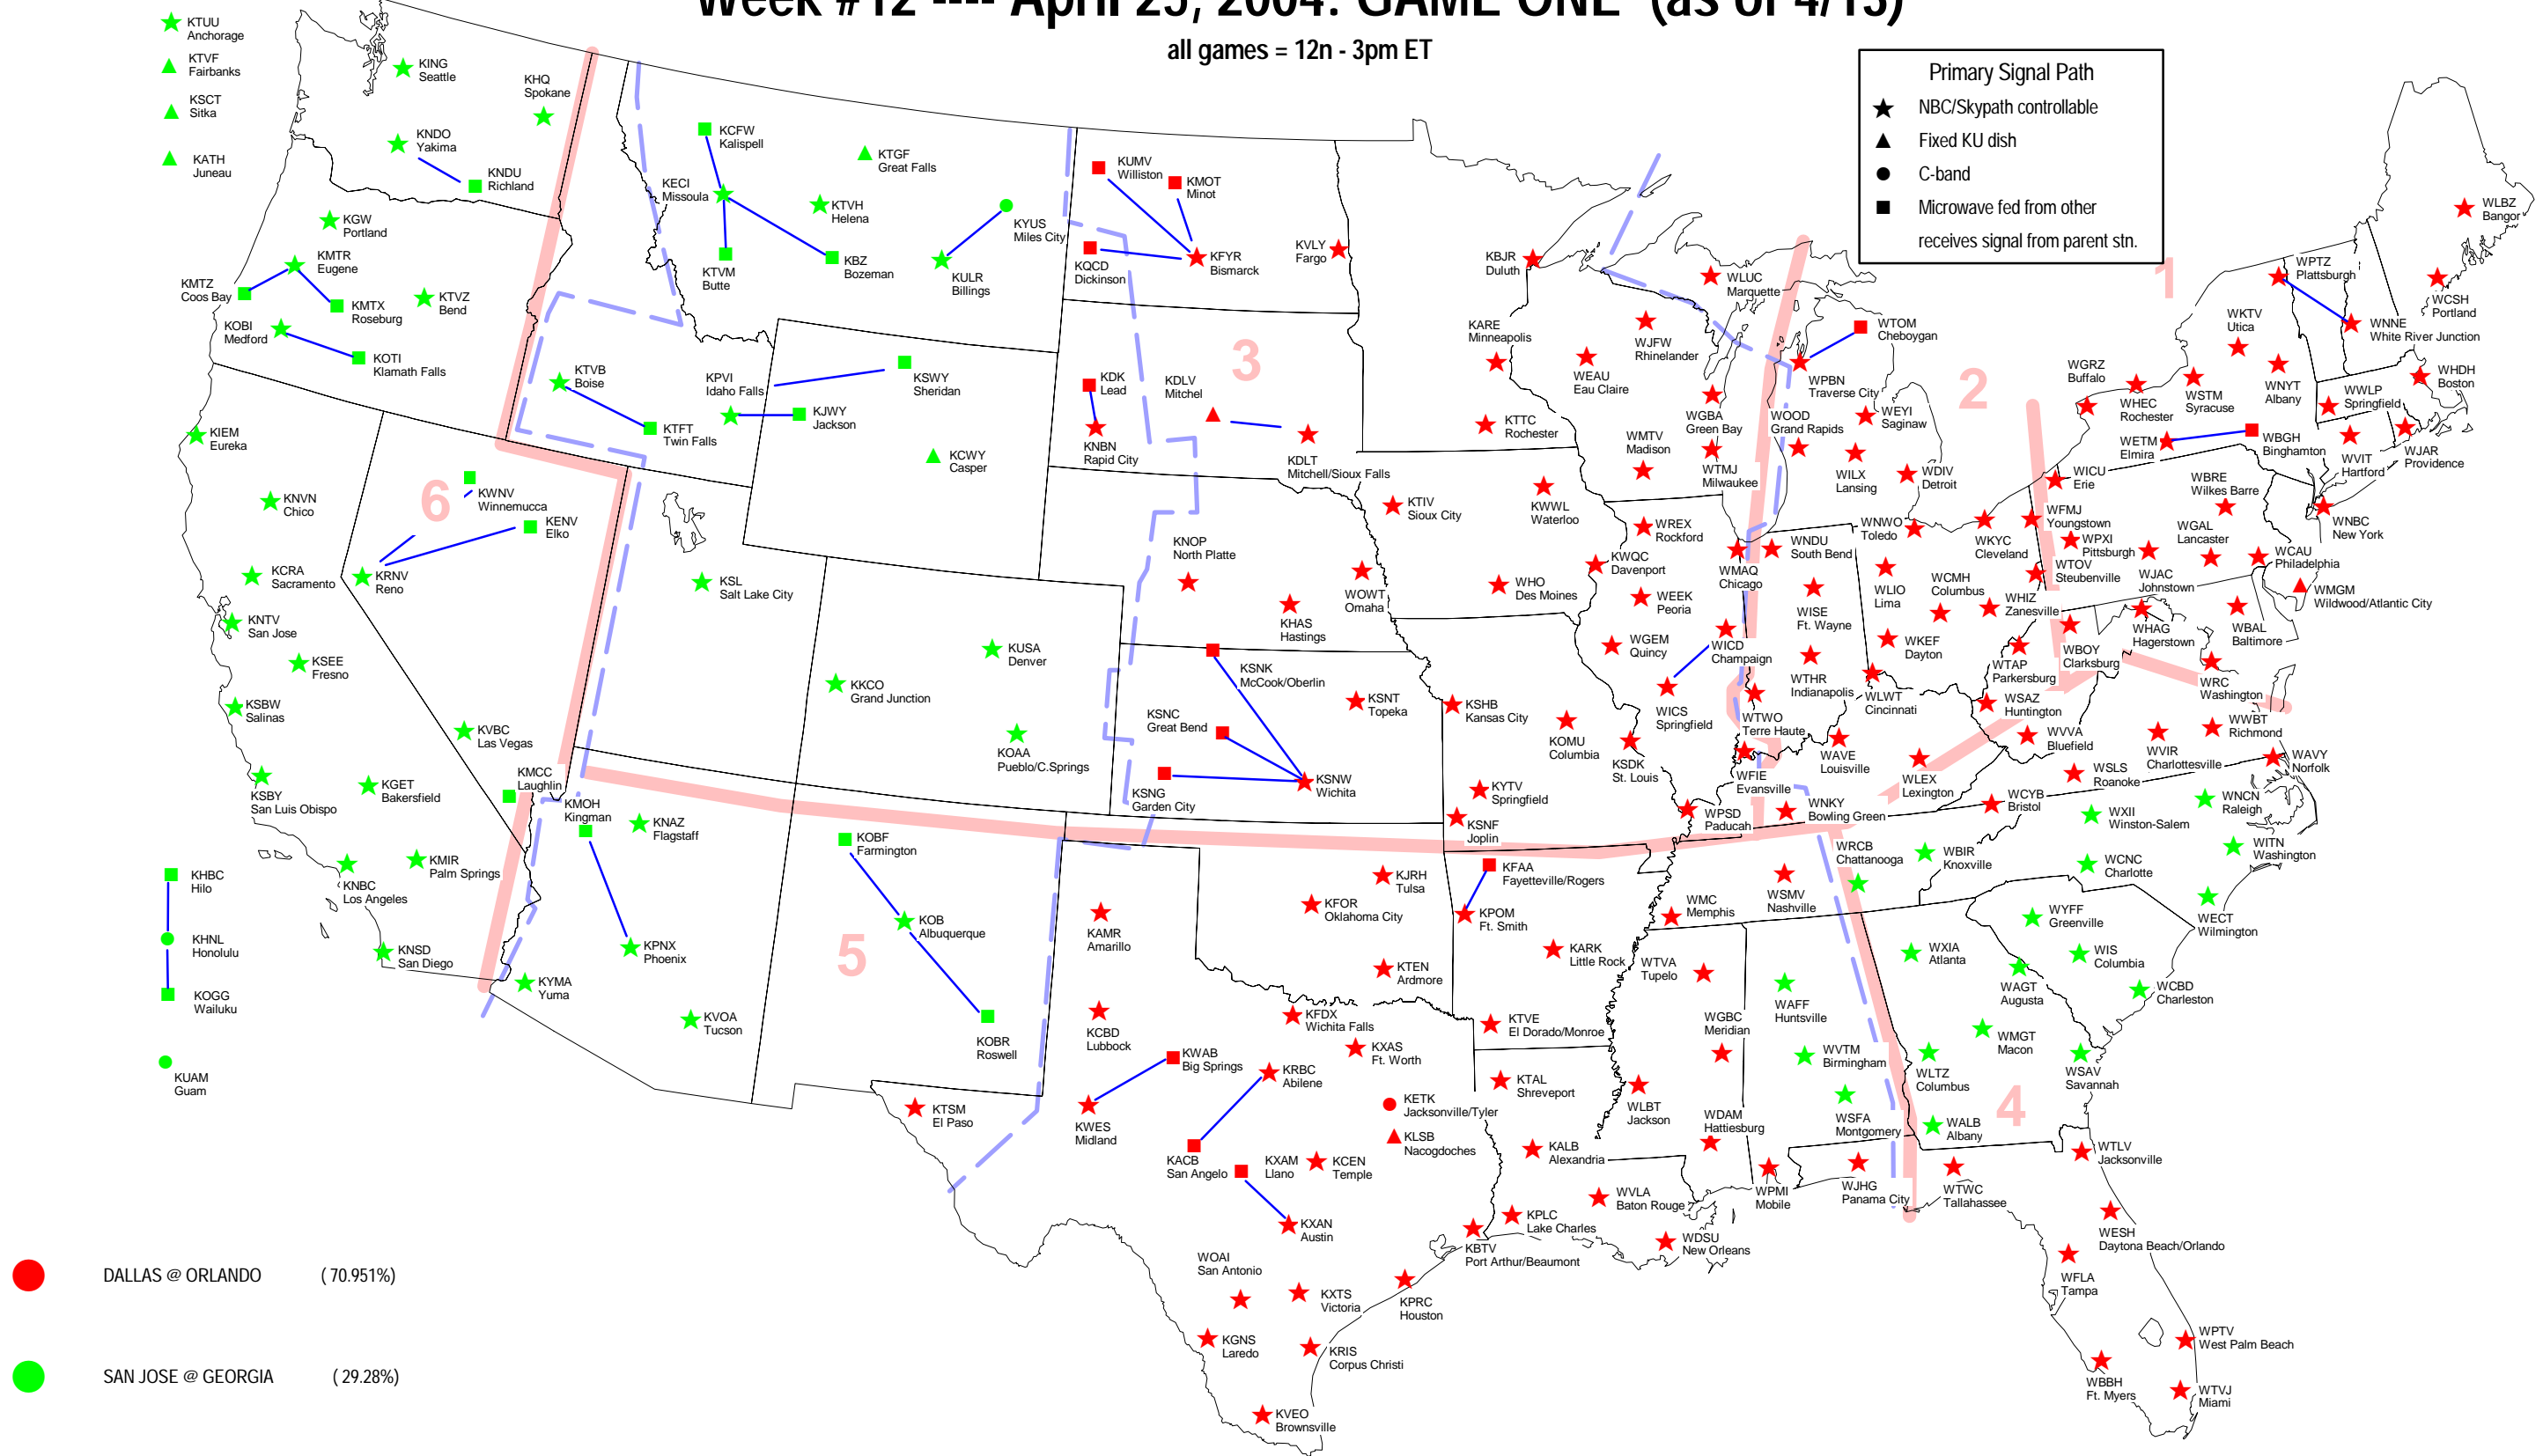 Week #12 ---- April 25, 2004: GAME ONE (as of 4/13)
all games = 12n - 3pm ET
Primary Signal Path
NBC/Skypath controllable
Fixed KU dish
C-band
Microwave fed from other
receives signal from parent stn.
KTUU
Anchorage
KTVF
Fairbanks
KSCT
Sitka
KATH
Juneau
KING
Seattle
KHQ
Spokane
KNDO
Yakima
KNDU
Richland
KGW
Portland
KMTR
Eugene
KMTZ
Coos Bay
KMTX
Roseburg
KTVZ
Bend
KOBI
Medford
KOTI
Klamath Falls
KCFW
Kalispell
KTGF
Great Falls
KECI
Missoula
KTVH
Helena
KYUS
Miles City
KTVM
Butte
KBZ
Bozeman
KULR
Billings
KTVB
Boise
KPVI
Idaho Falls
KSWY
Sheridan
KJWY
Jackson
KTFT
Twin Falls
KCWY
Casper
KUMV
Williston
KMOT
Minot
KQCD
Dickinson
KFYR
Bismarck
KVLY
Fargo
KDK
Lead
KDLV
Mitchel
3
KNBN
Rapid City
KDLT
Mitchell/Sioux Falls
KBJR
Duluth
KARE
Minneapolis
KTTC
Rochester
WLUC
Marquette
WJFW
Rhinelander
WEAU
Eau Claire
WGBA
Green Bay
WMTV
Madison
WTMJ
Milwaukee
WTOM
Cheboygan
WPBN
Traverse City
WOOD
Grand Rapids
WEYI
Saginaw
WILX
Lansing
WDIV
Detroit
2
1
WLBZ
Bangor
WPTZ
Plattsburgh
WCSH
Portland
WNNE
White River Junction
WKTV
Utica
WGRZ
Buffalo
WHEC
Rochester
WSTM
Syracuse
WNYT
Albany
WHDH
Boston
WWLP
Springfield
WETM
Elmira
WBGH
Binghamton
WVIT
Hartford
WJAR
Providence
WICU
Erie
WBRE
Wilkes Barre
WNBC
New York
KIEM
Eureka
KNVN
Chico
6
KWNV
Winnemucca
KENV
Elko
KCRA
Sacramento
KRNV
Reno
KNTV
San Jose
KSEE
Fresno
KSBW
Salinas
KVBC
Las Vegas
KSBY
San Luis Obispo
KGET
Bakersfield
KMCC
Laughlin
KNBC
Los Angeles
KMIR
Palm Springs
KNSD
San Diego
KSL
Salt Lake City
KUSA
Denver
KKCO
Grand Junction
KOAA
Pueblo/C.Springs
KNOP
North Platte
KHAS
Hastings
WOWT
Omaha
KTIV
Sioux City
KWWL
Waterloo
KWQC
Davenport
WHO
Des Moines
WREX
Rockford
WMAQ
Chicago
WEEK
Peoria
WGEM
Quincy
WICD
Champaign
WICS
Springfield
WNDU
South Bend
WISE
Ft. Wayne
WTHR
Indianapolis
WTWO
Terre Haute
WFIE
Evansville
WNWO
Toledo
WKYC
Cleveland
WLIO
Lima
WCMH
Columbus
WHIZ
Zanesville
WKEF
Dayton
WLWT
Cincinnati
WFMJ
Youngstown
WPXI
Pittsburgh
WTOV
Steubenville
WJAC
Johnstown
WGAL
Lancaster
WCAU
Philadelphia
WMGM
Wildwood/Atlantic City
WHAG
Hagerstown
WBAL
Baltimore
WBOY
Clarksburg
WTAP
Parkersburg
WRC
Washington
WSAZ
Huntington
WVVA
Bluefield
WVIR
Charlottesville
WWBT
Richmond
WAVY
Norfolk
WSLS
Roanoke
KSNK
McCook/Oberlin
KSNC
Great Bend
KSNG
Garden City
KSNW
Wichita
KSNT
Topeka
KSHB
Kansas City
KOMU
Columbia
KSDK
St. Louis
KYTV
Springfield
KSNF
Joplin
WPSD
Paducah
WAVE
Louisville
WLEX
Lexington
WNKY
Bowling Green
WCYB
Bristol
WXII
Winston-Salem
WNCN
Raleigh
WITN
Washington
WCNC
Charlotte
WECT
Wilmington
WRCB
Chattanooga
WBIR
Knoxville
WSMV
Nashville
WMC
Memphis
KMOH
Kingman
KNAZ
Flagstaff
KPNX
Phoenix
KYMA
Yuma
KVOA
Tucson
KOBF
Farmington
KOB
Albuquerque
KOBR
Roswell
5
KAMR
Amarillo
KCBD
Lubbock
KJRH
Tulsa
KFOR
Oklahoma City
KTEN
Ardmore
KFAA
Fayetteville/Rogers
KPOM
Ft. Smith
KARK
Little Rock
KTVE
El Dorado/Monroe
WTVA
Tupelo
WGBC
Meridian
WLBT
Jackson
WDAM
Hattiesburg
WAFF
Huntsville
WVTM
Birmingham
WSFA
Montgomery
WXIA
Atlanta
WAGT
Augusta
WMGT
Macon
WLTZ
Columbus
WALB
Albany
WSAV
Savannah
4
WYFF
Greenville
WIS
Columbia
WCBD
Charleston
KHBC
Hilo
KHNL
Honolulu
KOGG
Wailuku
KUAM
Guam
KTSM
El Paso
KWAB
Big Springs
KWES
Midland
KRBC
Abilene
KACB
San Angelo
KFDX
Wichita Falls
KXAS
Ft. Worth
KETK
Jacksonville/Tyler
KLSB
Nacogdoches
KXAM
Llano
KCEN
Temple
KXAN
Austin
KTAL
Shreveport
KALB
Alexandria
KPLC
Lake Charles
KBTV
Port Arthur/Beaumont
WVLA
Baton Rouge
WDSU
New Orleans
WPMI
Mobile
WJHG
Panama City
WTWC
Tallahassee
WTLV
Jacksonville
WESH
Daytona Beach/Orlando
WFLA
Tampa
WPTV
West Palm Beach
WBBH
Ft. Myers
WTVJ
Miami
WOAI
San Antonio
KXTS
Victoria
KPRC
Houston
KGNS
Laredo
KRIS
Corpus Christi
KVEO
Brownsville
DALLAS @ ORLANDO ( 70.951%)
SAN JOSE @ GEORGIA ( 29.28%)